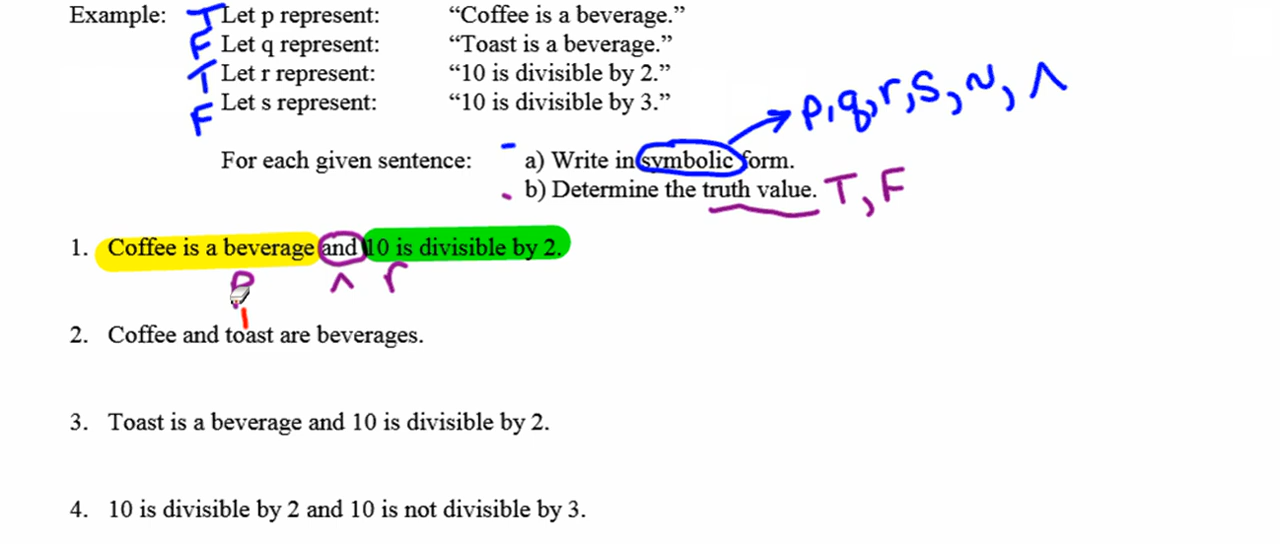 Example: T Let p represent: “Coffee is a beverage.”
F Let q represent: “Toast is a beverage.”
T Let r represent: “10 is divisible by 2.”
F Let s represent: “10 is divisible by 3.”
p, q, r, s, ~, ∧
For each given sentence: a) Write in symbolic form.
b) Determine the truth value. T, F
1. Coffee is a beverage and 10 is divisible by 2.
P ∧ r
2. Coffee and toast are beverages.
3. Toast is a beverage and 10 is divisible by 2.
4. 10 is divisible by 2 and 10 is not divisible by 3.